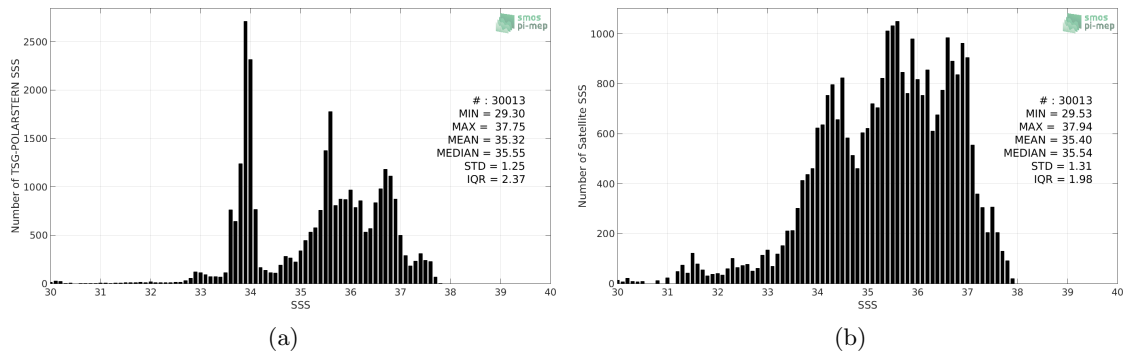 smos
pi-mep
Number of TSG-POLARSTERN SSS
2500
2000
1500
1000
500
0
# : 30013
MIN = 29.30
MAX = 37.75
MEAN = 35.32
MEDIAN = 35.55
STD = 1.25
IQR = 2.37
30 31 32 33 34 35 36 37 38 39 40
SSS
(a)
smos
pi-mep
Number of Satellite SSS
1000
800
600
400
200
0
# : 30013
MIN = 29.53
MAX = 37.94
MEAN = 35.40
MEDIAN = 35.54
STD = 1.31
IQR = 1.98
30 31 32 33 34 35 36 37 38 39 40
SSS
(b)